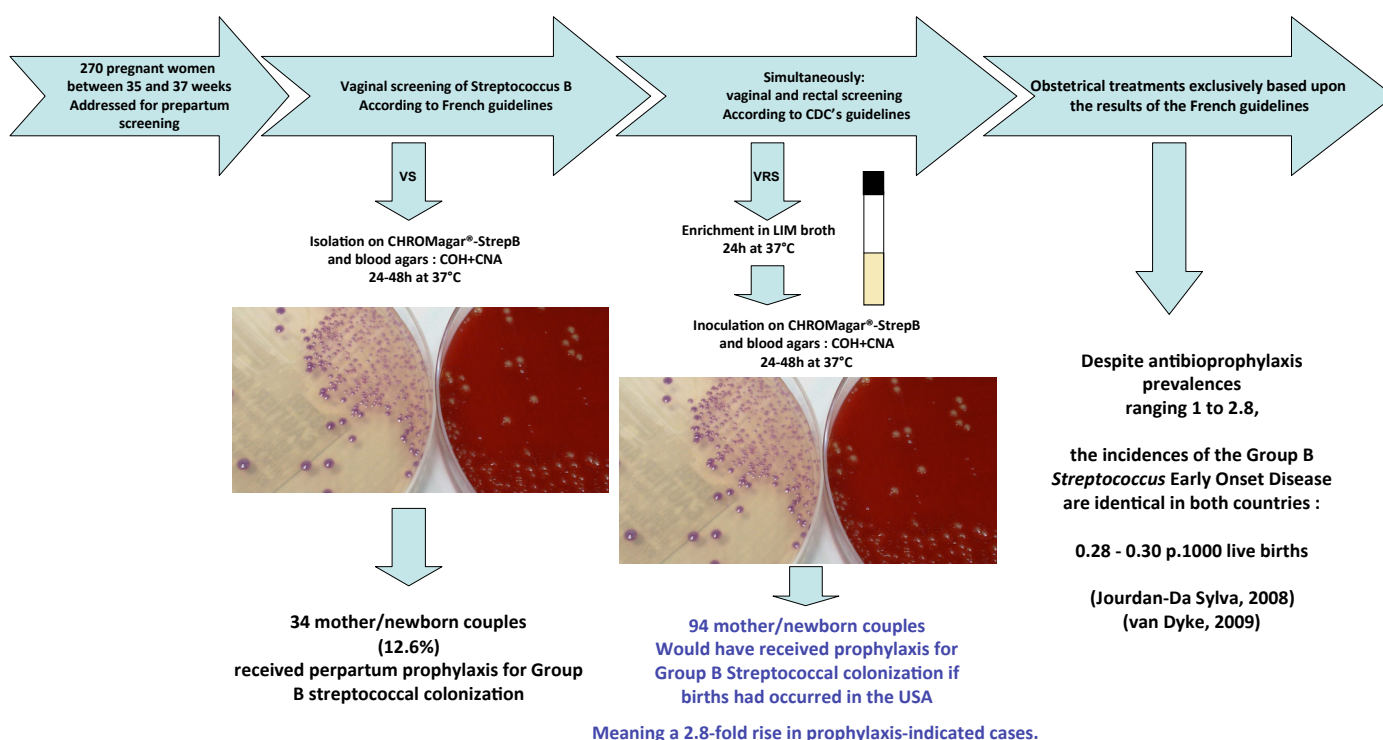 270 pregnant women
between 35 and 37 weeks
Addressed for prepartum
screening
Vaginal screening of Streptococcus B
According to French guidelines
Simultaneously:
vaginal and rectal screening
According to CDC's guidelines
Obstetrical treatments exclusively based upon
the results of the French guidelines
VS
Isolation on CHROMagar®-StrepB
and blood agars : COH+CNA
24-48h at 37°C
34 mother/newborn couples
(12.6%)
received perpartum prophylaxis for Group
B streptococcal colonization
VRS
Enrichment in LIM broth
24h at 37°C
Inoculation on CHROMagar®-StrepB
and blood agars : COH+CNA
24-48h at 37°C
94 mother/newborn couples
Would have received prophylaxis for
Group B Streptococcal colonization if
births had occurred in the USA
Meaning a 2.8-fold rise in prophylaxis-indicated cases.
Despite antibioprophylaxis
prevalences
ranging 1 to 2.8,
the incidences of the Group B
Streptococcus Early Onset Disease
are identical in both countries :
0.28 - 0.30 p.1000 live births
(Jourdan-Da Sylva, 2008)
(van Dyke, 2009)